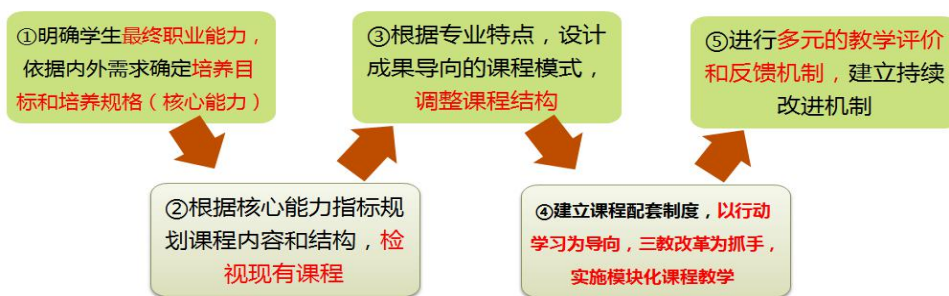 ①明确学生最终职业能力，
依据内外需求确定培养目
标和培养规格（核心能力）
②根据核心能力指标规
划课程内容和结构，检
视现有课程
③根据专业特点，设计
成果导向的课程模式，
调整课程结构
④建立课程配套制度，以行动
学习为导向，三教改革为抓手，
实施模块化课程教学
⑤进行多元的教学评价
和反馈机制，建立持续
改进机制